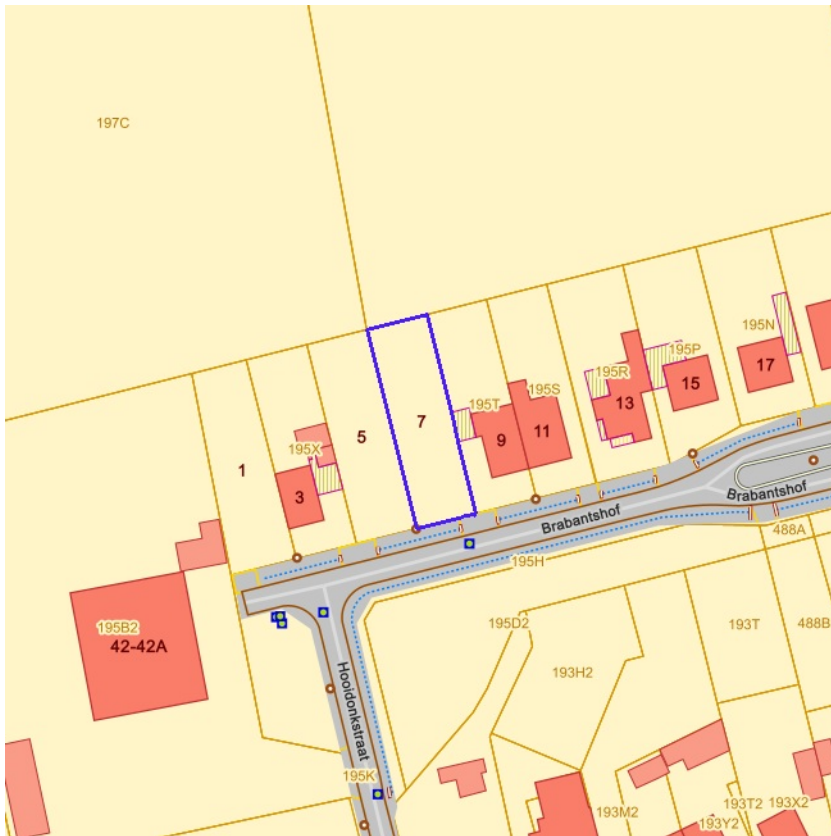 197C
195N
17
195P
195R
15
13
195S
195T
11
9
7
5
195X
3
1
Brabantshof
Brabantshof
488A
195H
195B2
42-42A
195D2
193T
488B
193H2
Hooidonkstraat
195K
193M2
193T2
193X2
193Y2